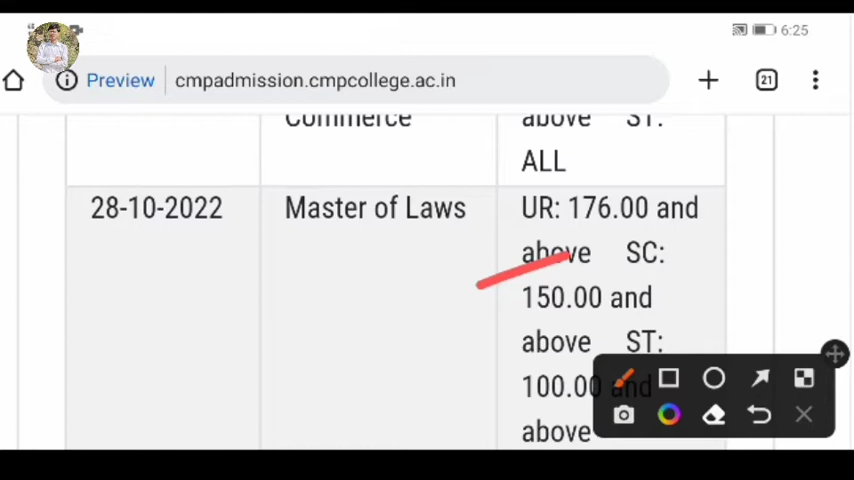 6:25
Preview cmpadmission.cmpcollege.ac.in 21
Commerce above ST:
ALL
28-10-2022 Master of Laws UR: 176.00 and
above SC:
150.00 and
above ST:
100.00 and
above